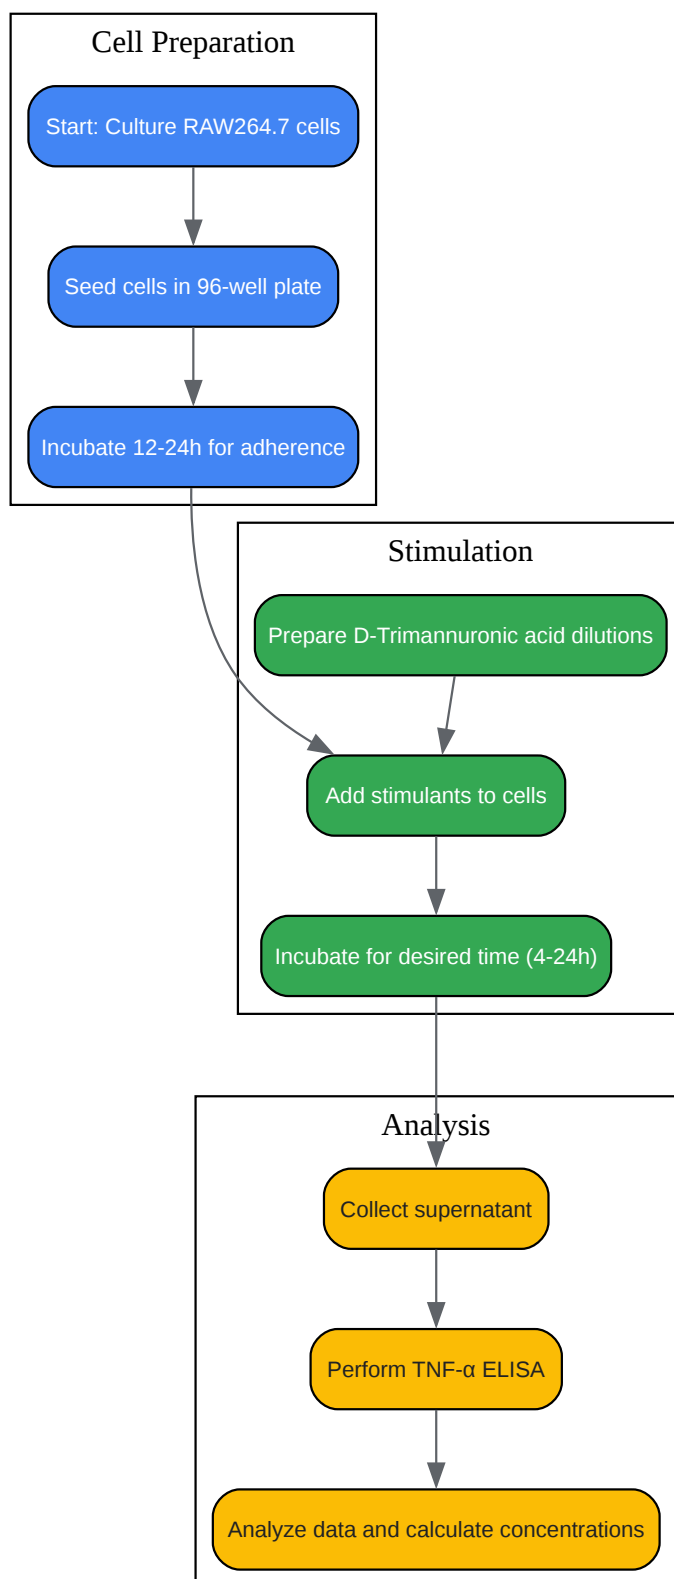 Cell Preparation
Start: Culture RAW264.7 cells
Seed cells in 96-well plate
Incubate 12-24h for adherence
Stimulation
Prepare D-Trimannuronic acid dilutions
Add stimulants to cells
Incubate for desired time (4-24h)
Analysis
Collect supernatant
Perform TNF-α ELISA
Analyze data and calculate concentrations